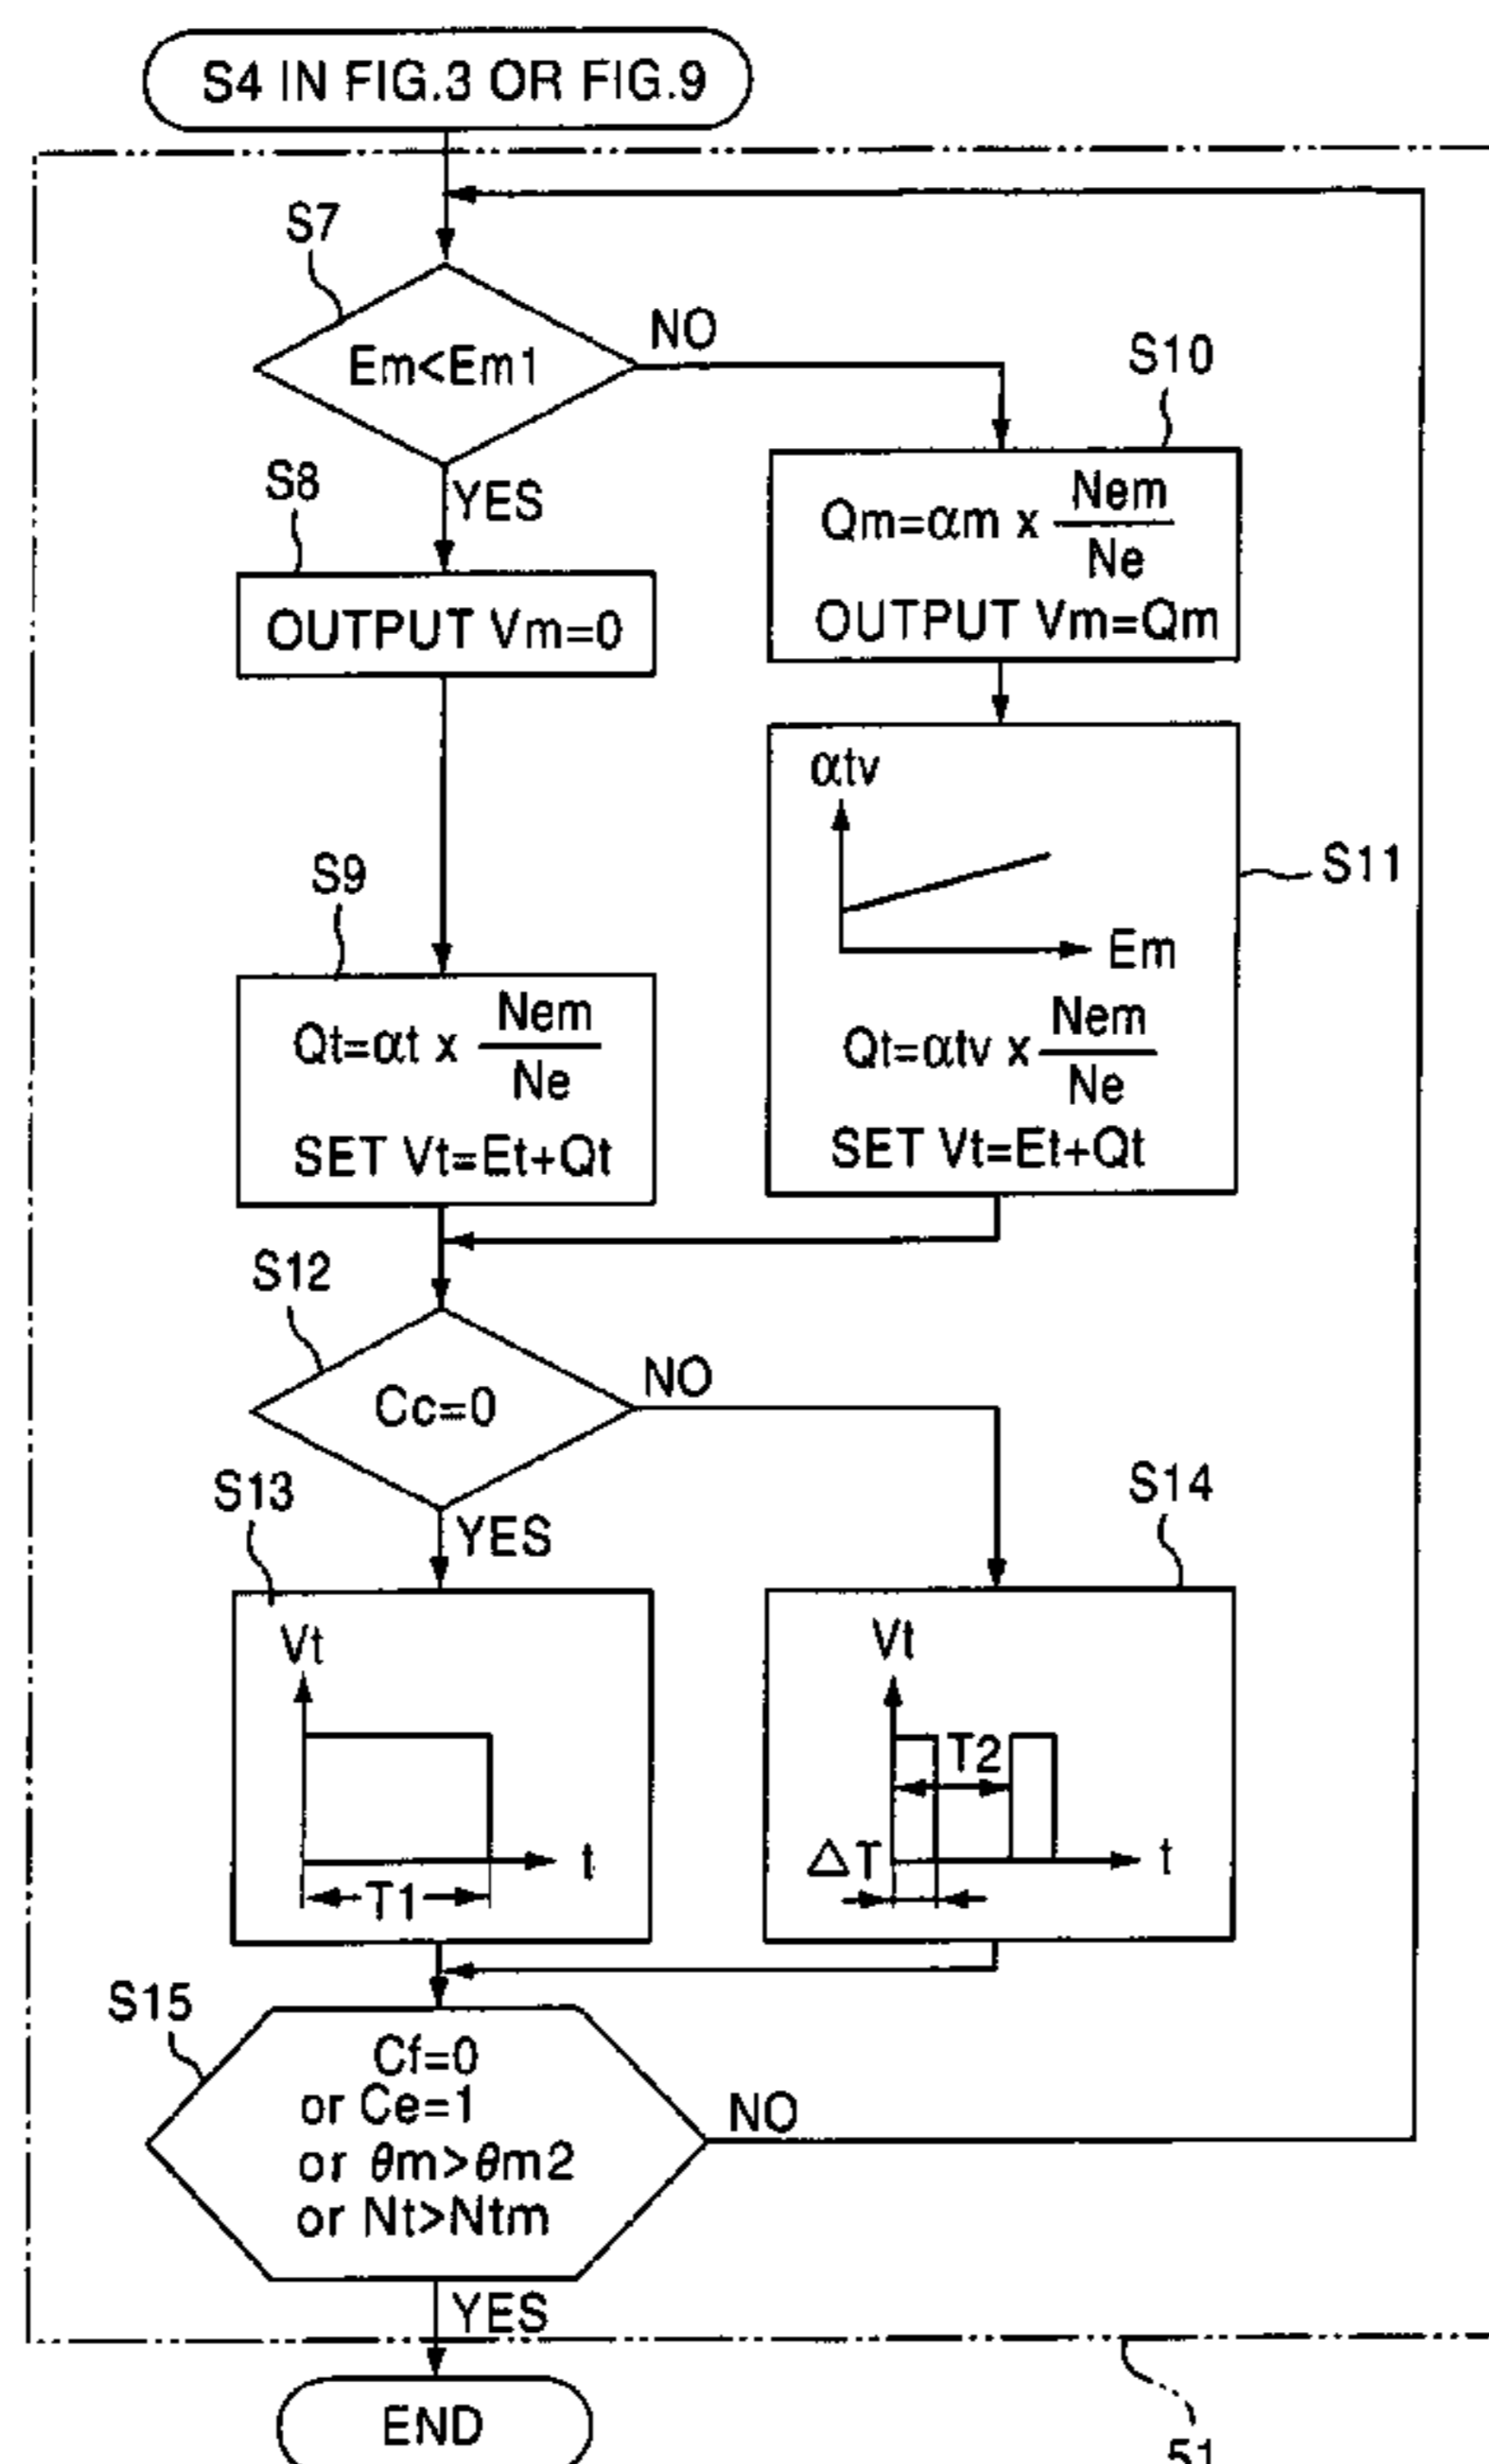 S4 IN FIG.3 OR FIG.9
S7
Em<Em1
NO
YES
S8
OUTPUT Vm=0
S10
Qm=αm x Nem/Ne
OUTPUT Vm=Qm
S9
Qt=αt x Nem/Ne
SET Vt=Et+Qt
S11
αtv
Em
Qt=αtv x Nem/Ne
SET Vt=Et+Qt
S12
Cc=0
NO
YES
S13
Vt
t
T1
S14
Vt
T2
ΔT
t
S15
Cf=0
or Ce=1
or θm>θm2
or Nt>Ntm
NO
YES
END
51